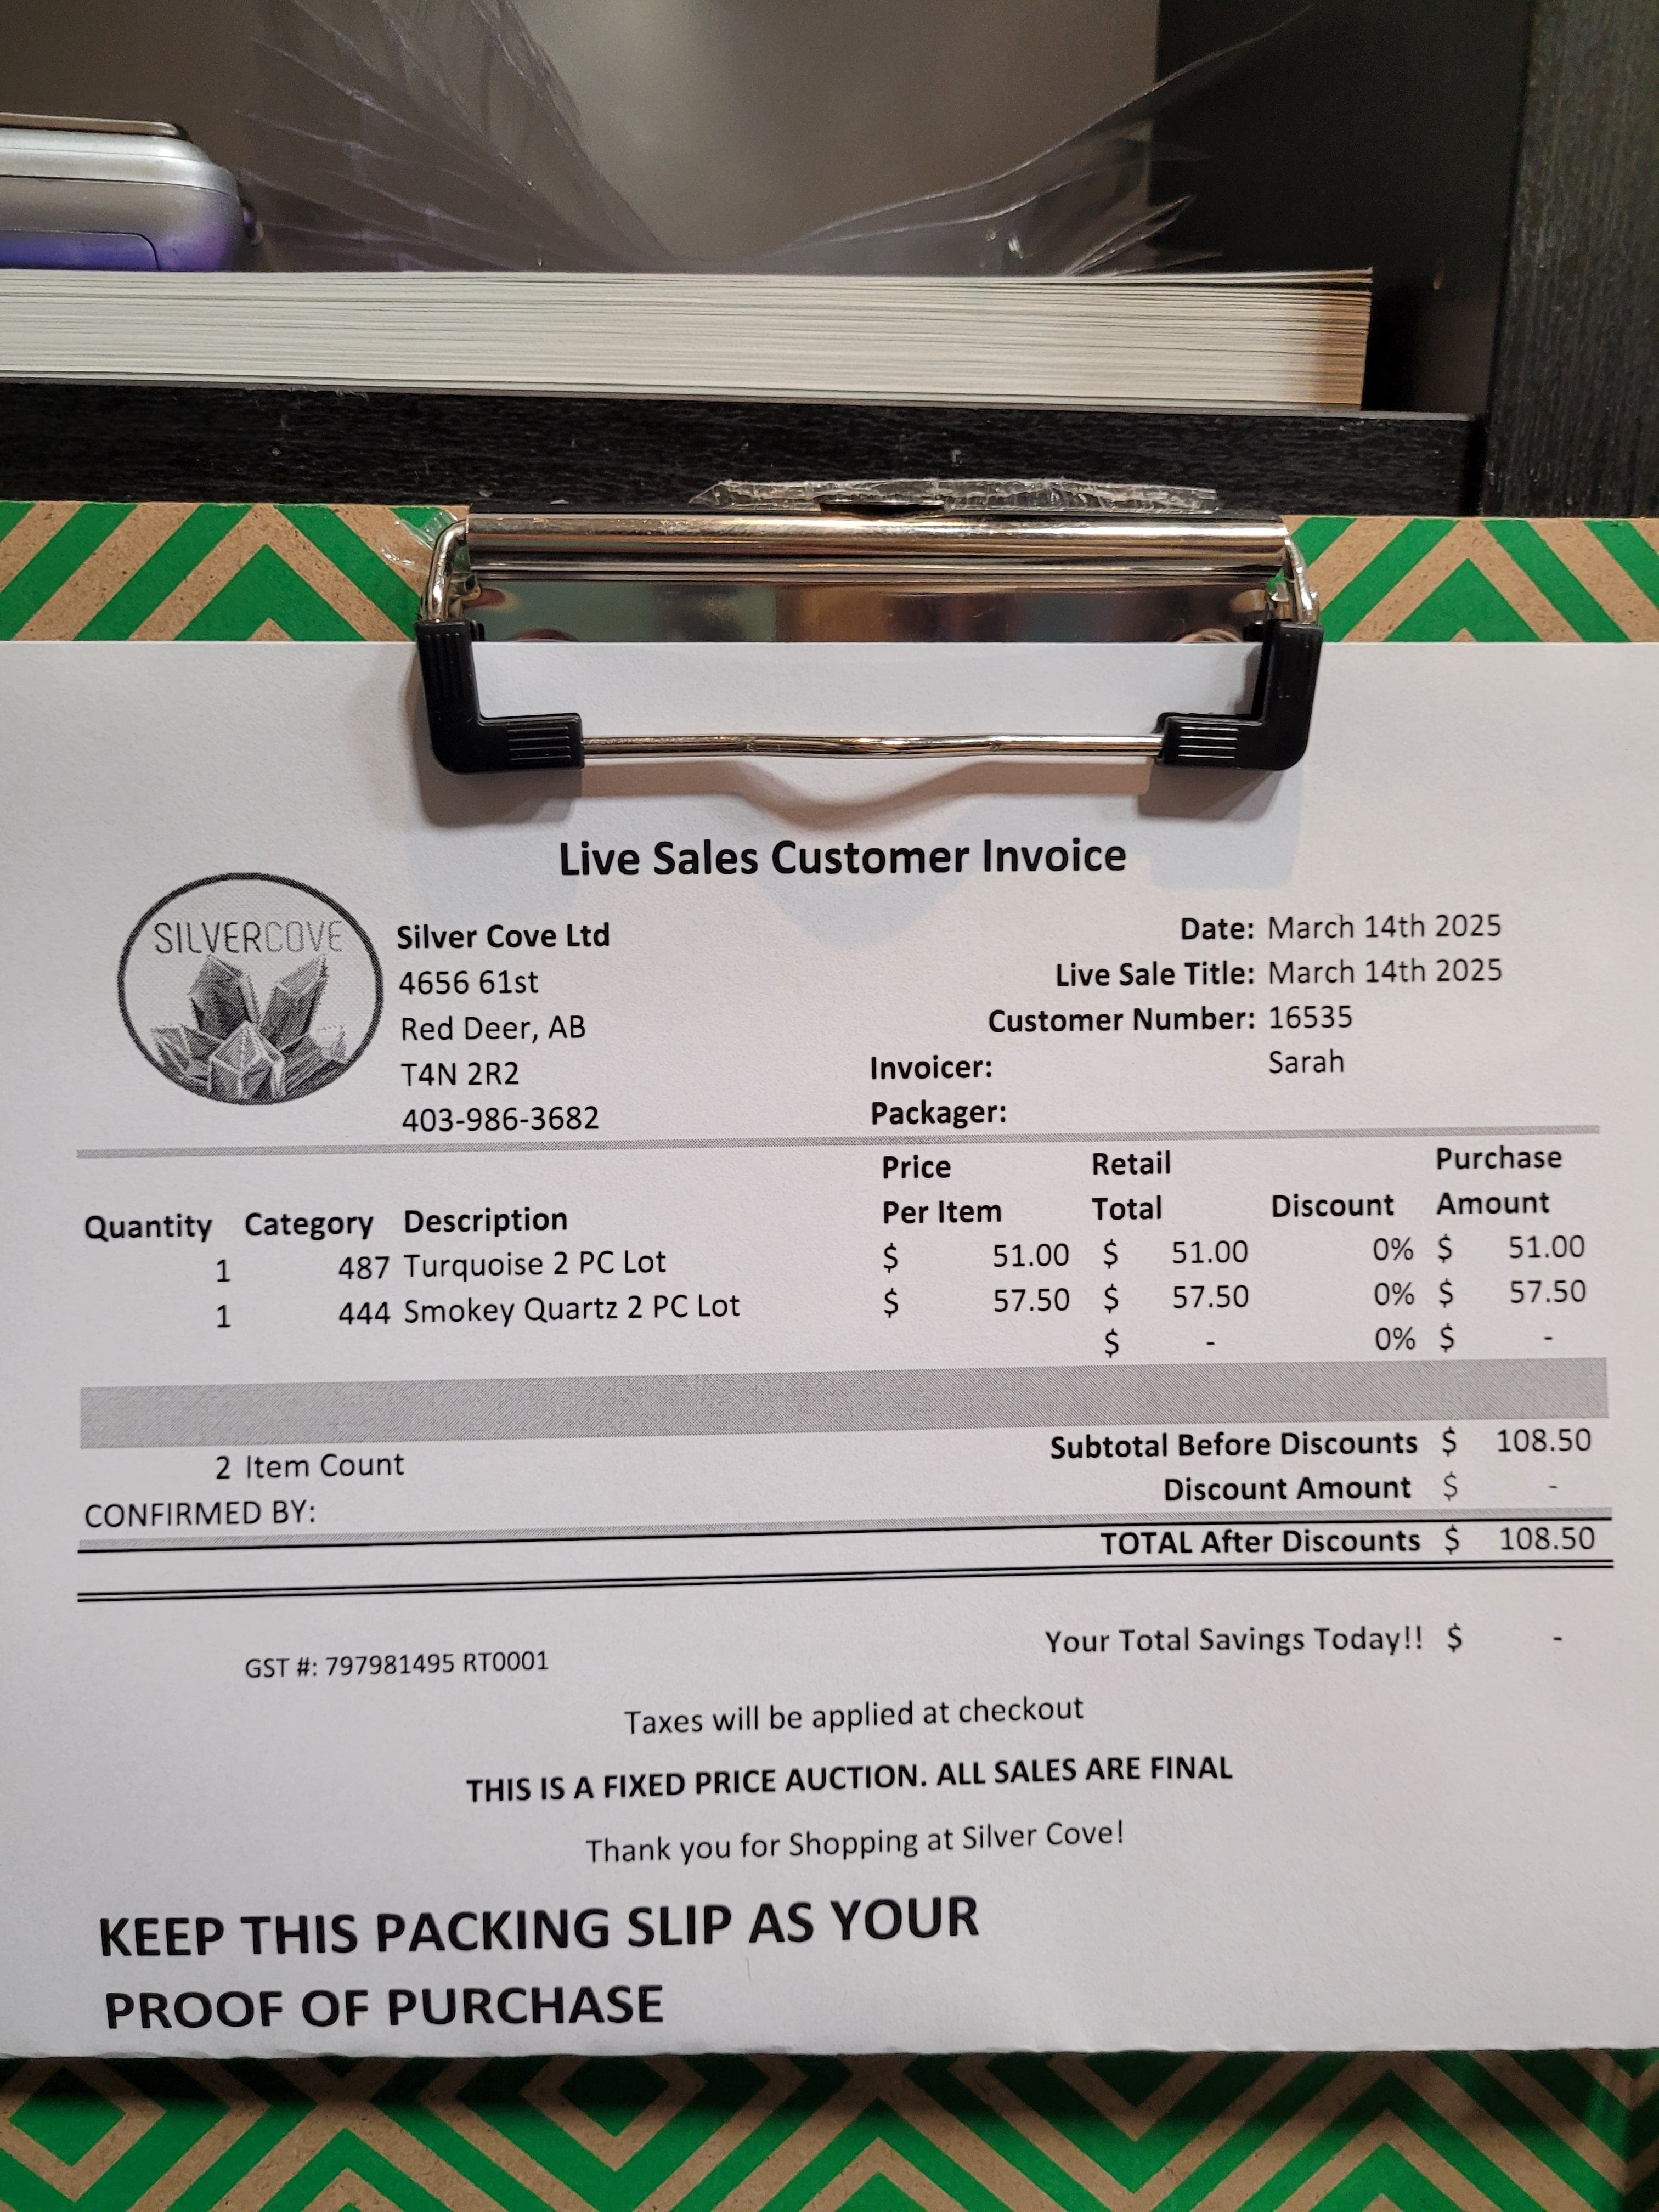 Live Sales Customer Invoice
SILVERCOVE
Silver Cove Ltd
4656 61st
Red Deer, AB
T4N 2R2
403-986-3682
Date: March 14th 2025
Live Sale Title: March 14th 2025
Customer Number: 16535
Invoicer: Sarah
Packager:
Quantity Category Description Price Per Item Retail Total Discount Purchase Amount
1 487 Turquoise 2 PC Lot $ 51.00 $ 51.00 0% $ 51.00
1 444 Smokey Quartz 2 PC Lot $ 57.50 $ 57.50 0% $ 57.50
$ - 0% $ -
2 Item Count
Subtotal Before Discounts $ 108.50
Discount Amount $ -
CONFIRMED BY:
TOTAL After Discounts $ 108.50
Your Total Savings Today!! $ -
GST #: 797981495 RT0001
Taxes will be applied at checkout
THIS IS A FIXED PRICE AUCTION. ALL SALES ARE FINAL
Thank you for Shopping at Silver Cove!
KEEP THIS PACKING SLIP AS YOUR
PROOF OF PURCHASE